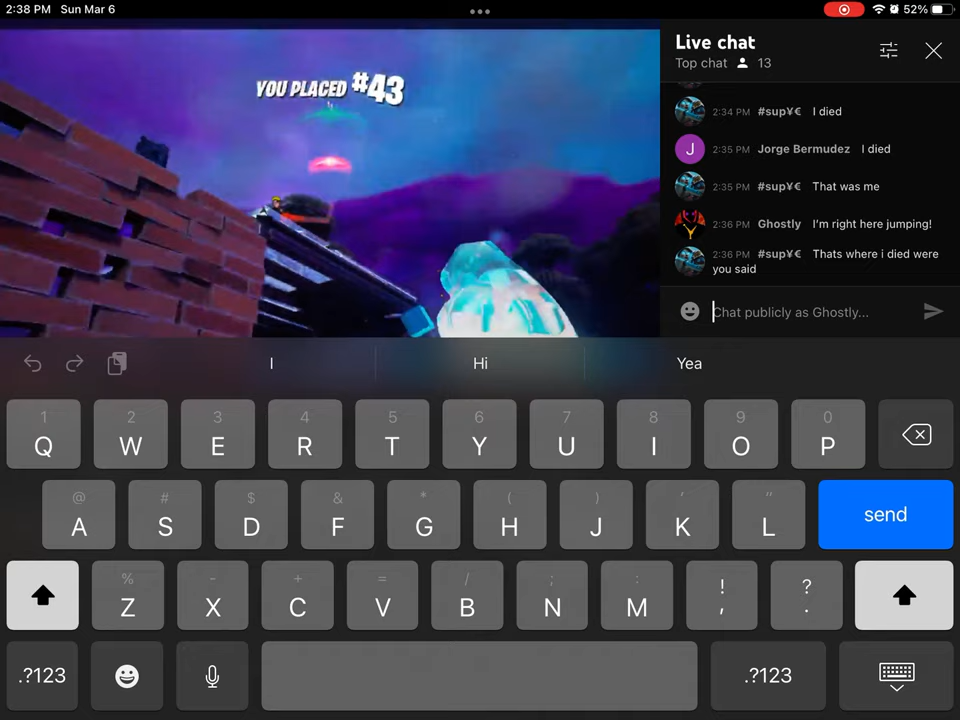 2:38 PM Sun Mar 6
52%
YOU PLACED #43
Live chat
Top chat 13
2:34 PM #sup¥€ I died
J 2:35 PM Jorge Bermudez I died
2:35 PM #sup¥€ That was me
2:36 PM Ghostly I'm right here jumping!
2:36 PM #sup¥€ Thats where i died were
you said
Chat publicly as Ghostly...
I Hi Yea
1 2 3 4 5 6 7 8 9 0
Q W E R T Y U I O P
@ # $ & * ( ) ' "
A S D F G H J K L send
% - + = / ; : ! ?
Z X C V B N M , .
.?123 .?123